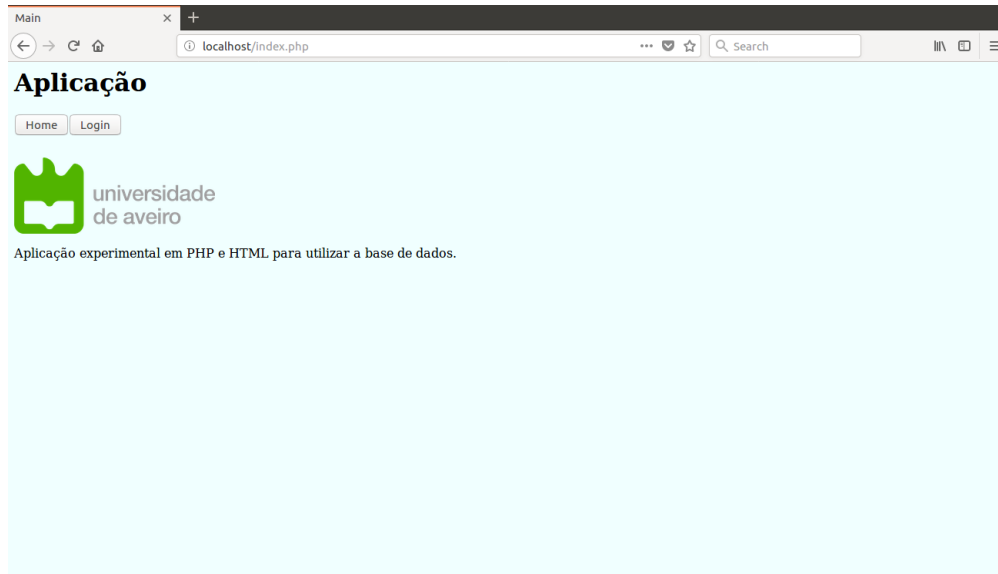 Main
localhost/index.php
Search
Aplicação
Home Login
universidade
de aveiro
Aplicação experimental em PHP e HTML para utilizar a base de dados.